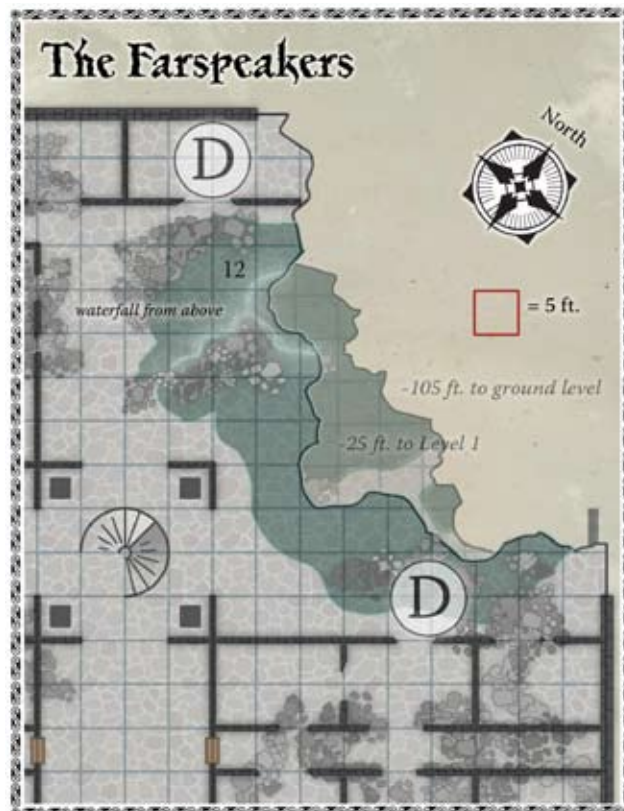 The Farspeakers
North
D
12
waterfall from above
= 5 ft.
-105 ft. to ground level
-25 ft. to Level 1
D